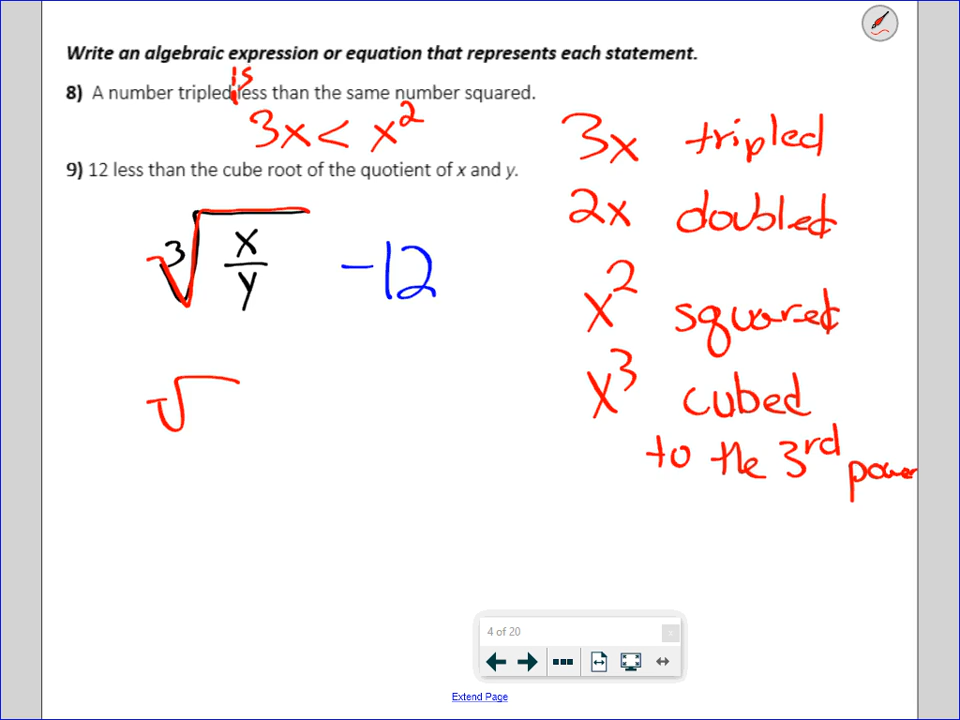 Write an algebraic expression or equation that represents each statement.
is
8) A number tripled less than the same number squared.
3x < x²
3x tripled
9) 12 less than the cube root of the quotient of x and y.
2x doubled
∛(x/y) -12
x² squared
√
x³ cubed
to the 3rd power
4 of 20
Extend Page